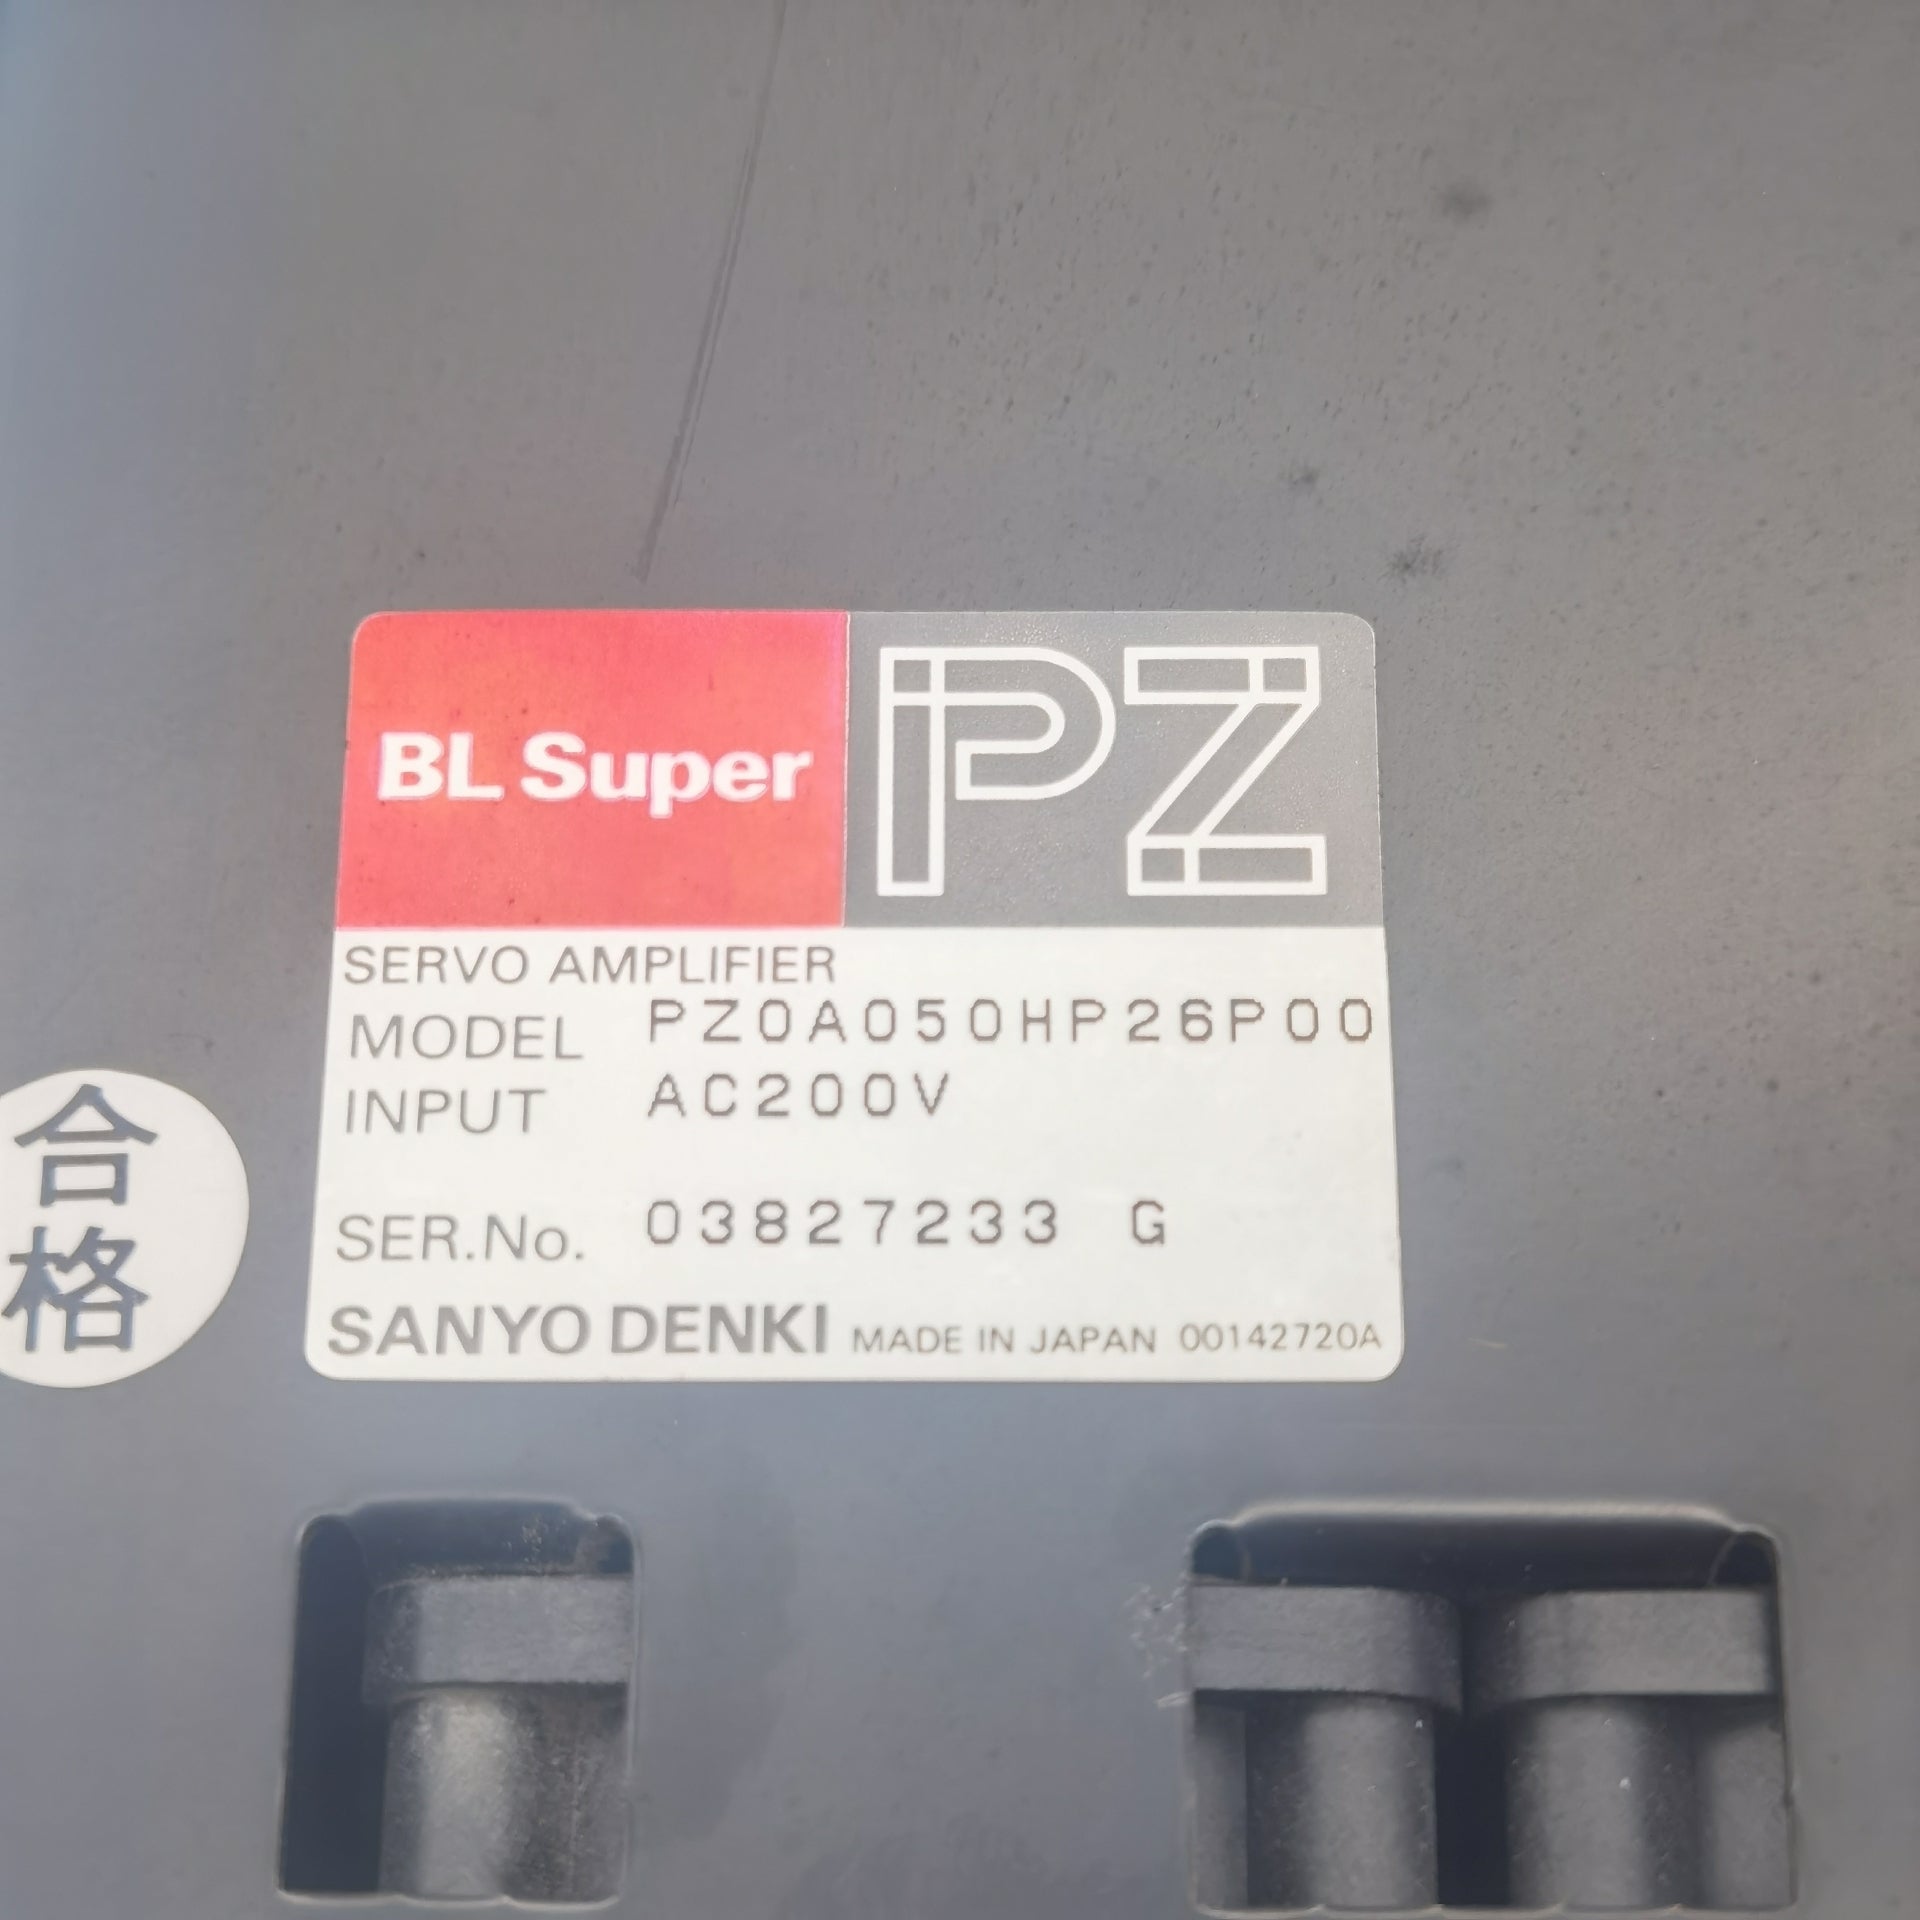 BL Super PZ
SERVO AMPLIFIER
MODEL PZ0A050HP26P00
INPUT AC200V
SER.No. 03827233 G
SANYO DENKI MADE IN JAPAN 00142720A
合
格